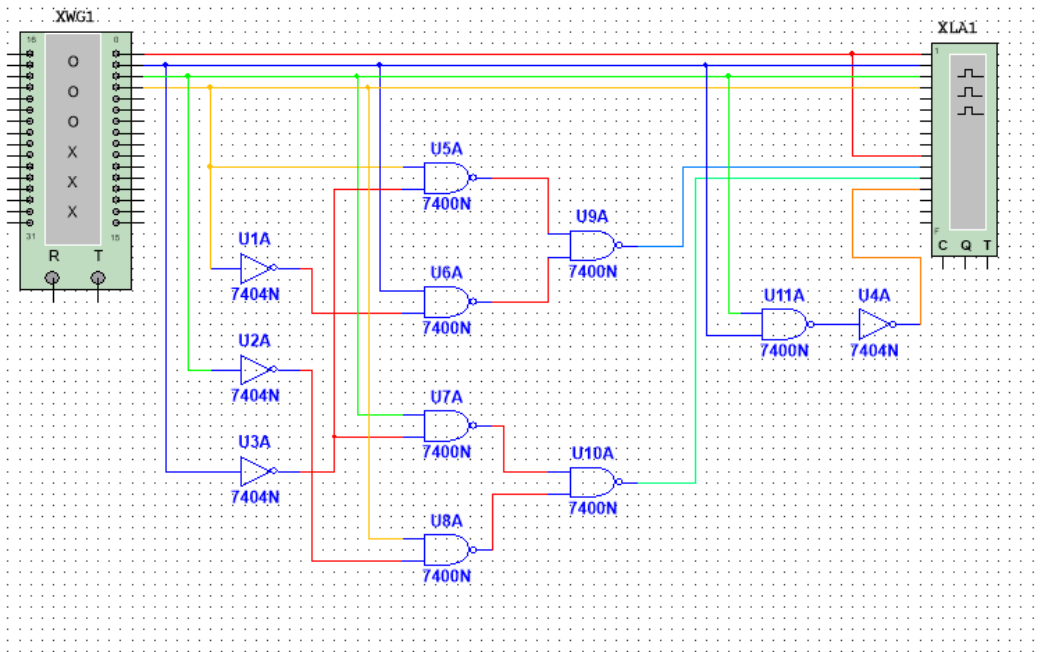 XWG1
XLA1
16 0
1
O
O
O
X
X
X
31 15
R T
F
C Q T
U5A
7400N
U9A
7400N
U1A
7404N
U6A
7400N
U11A
7400N
U4A
7404N
U2A
7404N
U7A
7400N
U3A
7404N
U10A
7400N
U8A
7400N